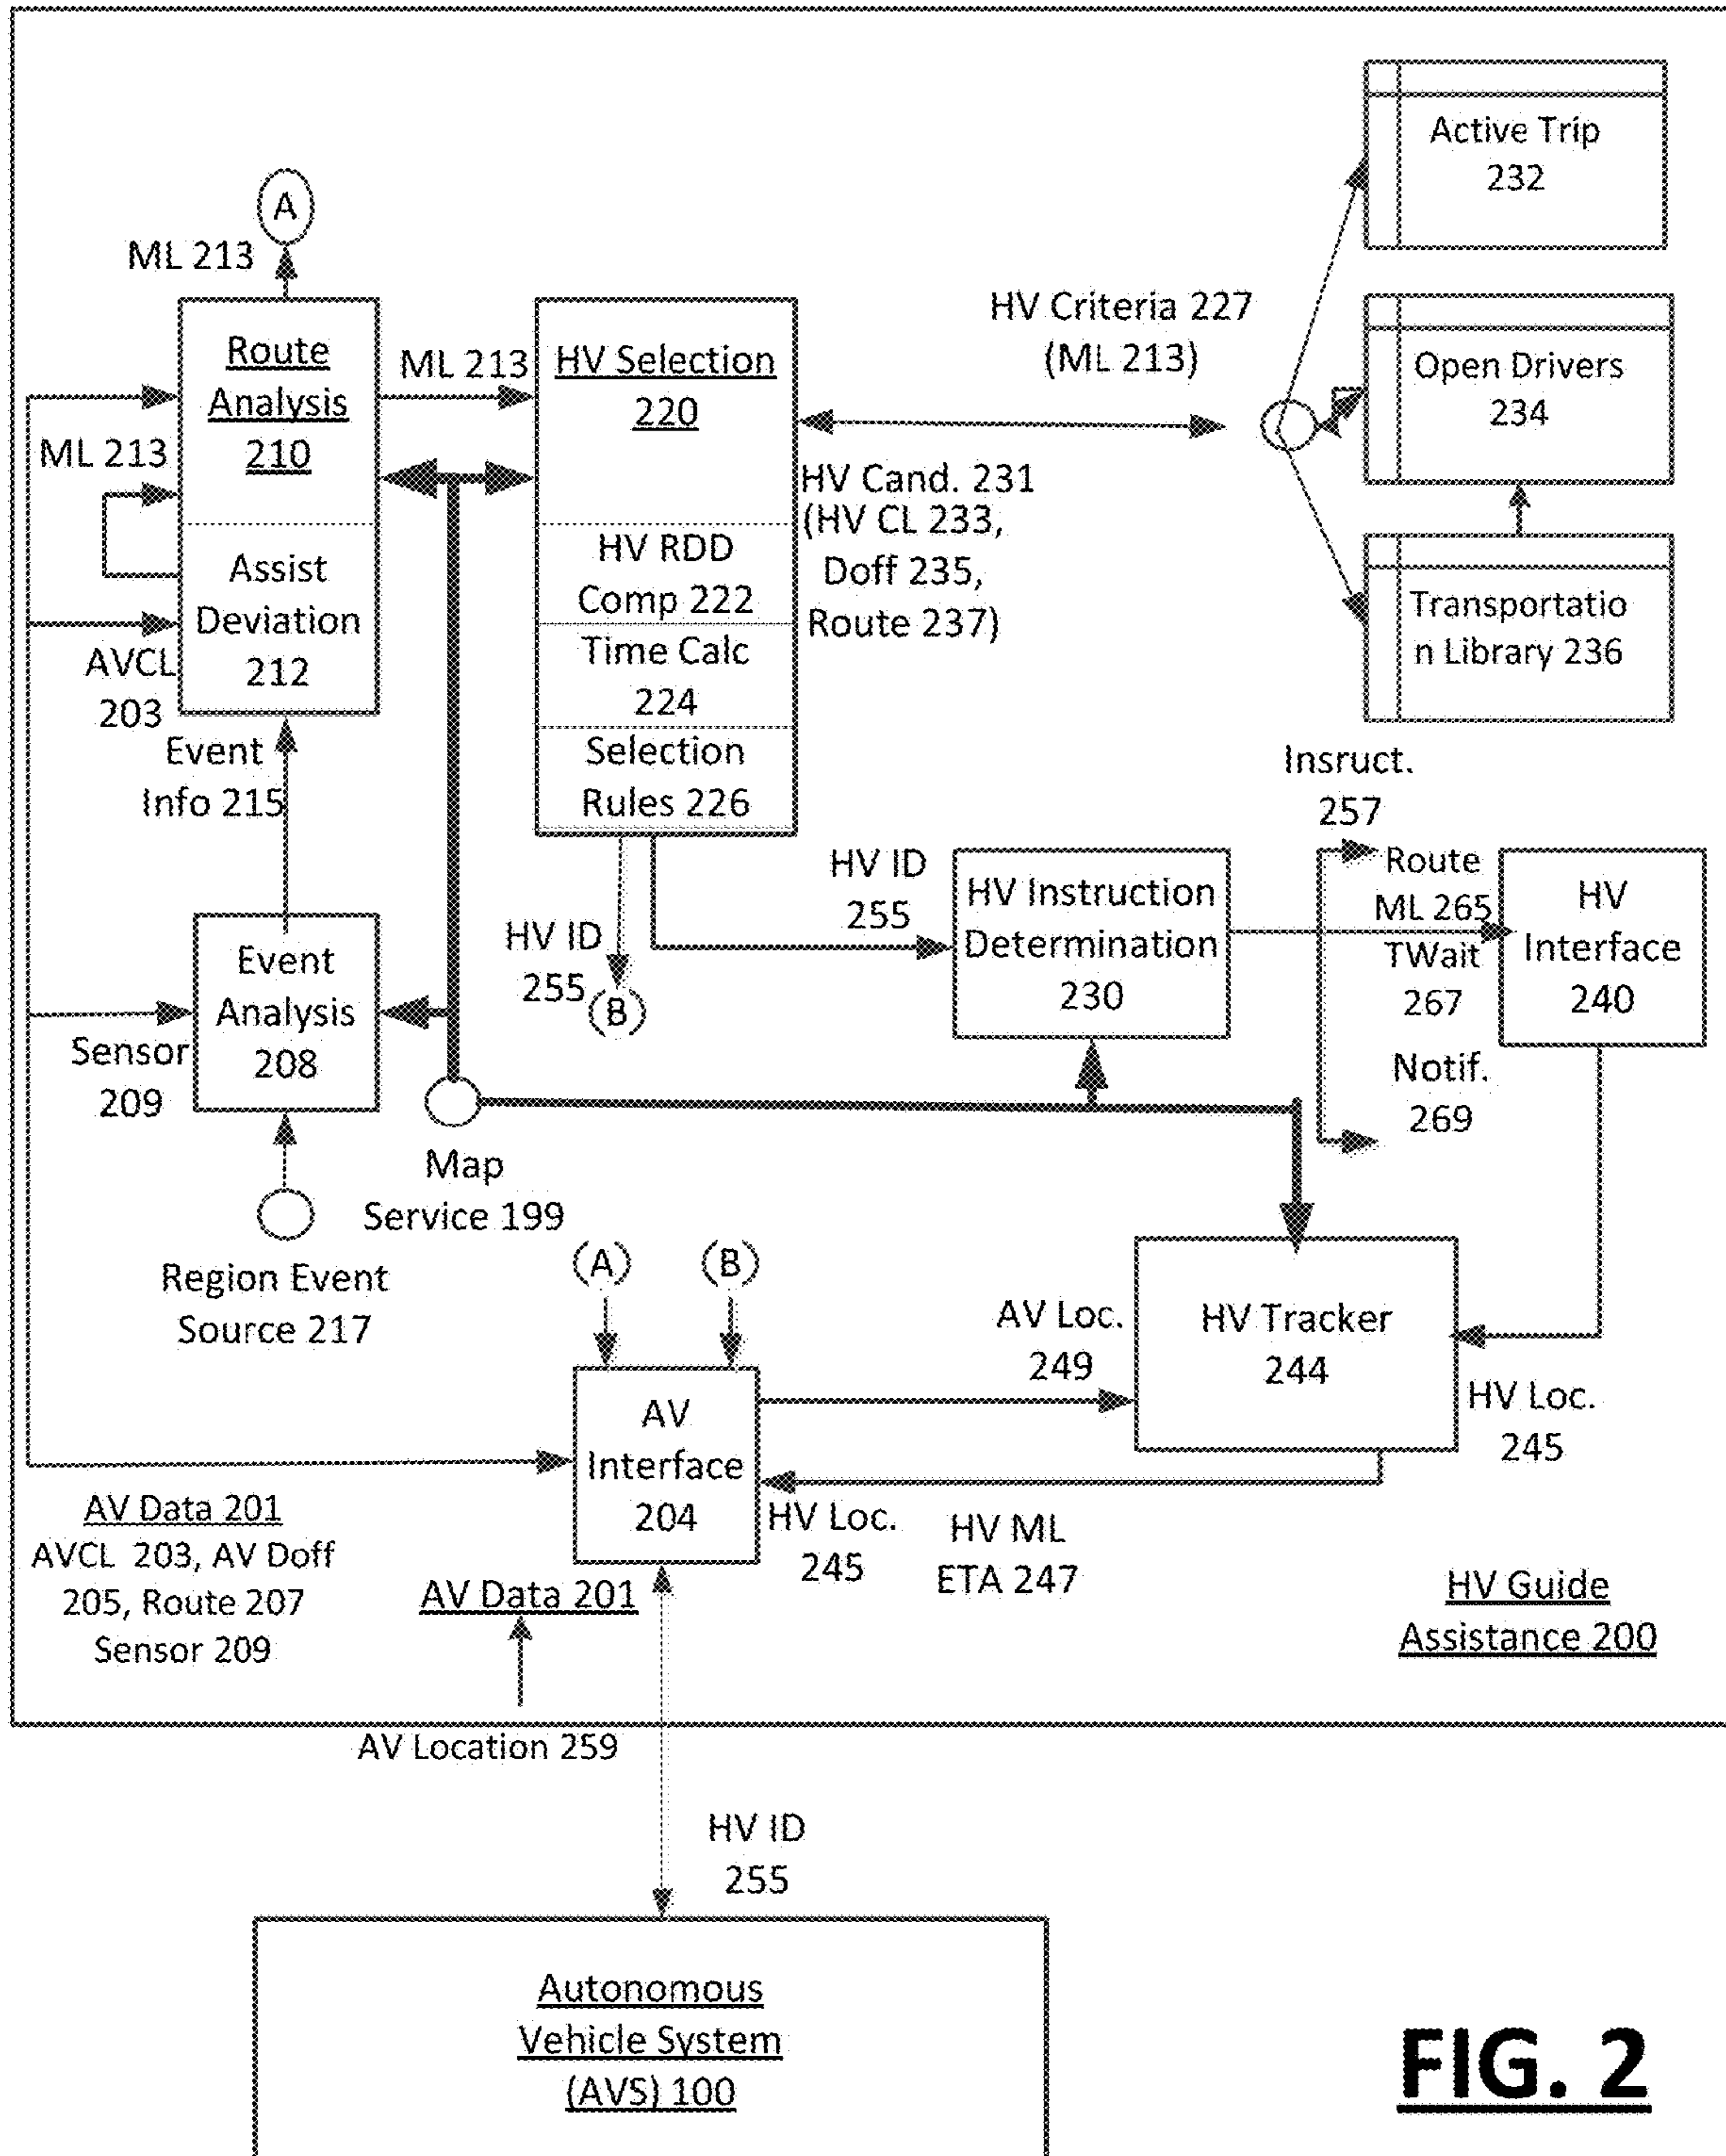 Active Trip
232
A
ML 213
HV Criteria 227
(ML 213)
Open Drivers
234
Route
Analysis
210
ML 213
HV Selection
220
ML 213
HV Cand. 231
(HV CL 233,
Doff 235,
Route 237)
HV RDD
Comp 222
Assist
Deviation
212
Transportatio
n Library 236
Time Calc
224
AVCL
203
Event
Info 215
Selection
Rules 226
Insruct.
257
HV ID
255
Route
ML 265
TWait
267
HV Instruction
Determination
230
HV
Interface
240
HV ID
255
(B)
Event
Analysis
208
Sensor
209
Notif.
269
Map
Service 199
Region Event
Source 217
(A)
(B)
AV Loc.
249
HV Tracker
244
HV Loc.
245
AV
Interface
204
AV Data 201
AVCL 203, AV Doff
205, Route 207
Sensor 209
HV Loc.
245
HV ML
ETA 247
AV Data 201
HV Guide
Assistance 200
AV Location 259
HV ID
255
Autonomous
Vehicle System
(AVS) 100
FIG. 2